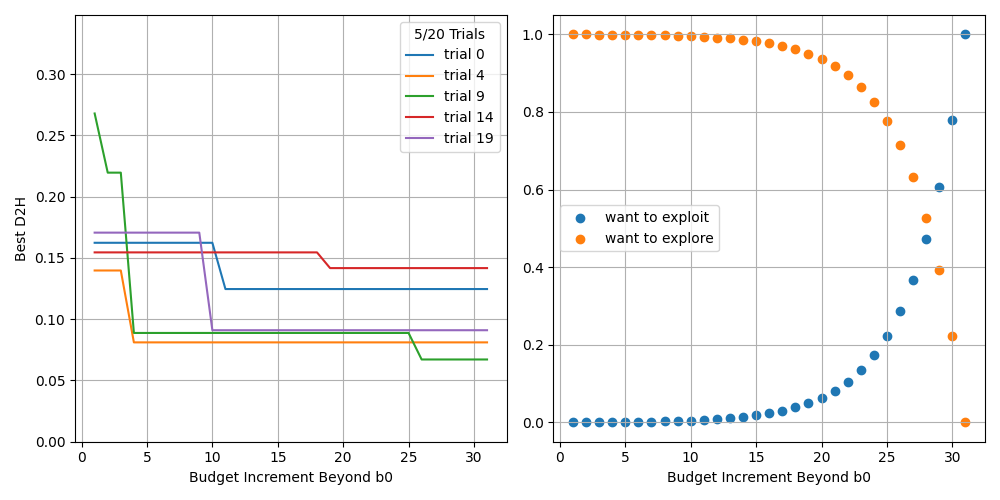 5/20 Trials
trial 0
trial 4
trial 9
trial 14
trial 19
Best D2H
0.30
0.25
0.20
0.15
0.10
0.05
0.00
0 5 10 15 20 25 30
Budget Increment Beyond b0
1.0
0.8
0.6
0.4
0.2
0.0
want to exploit
want to explore
0 5 10 15 20 25 30
Budget Increment Beyond b0